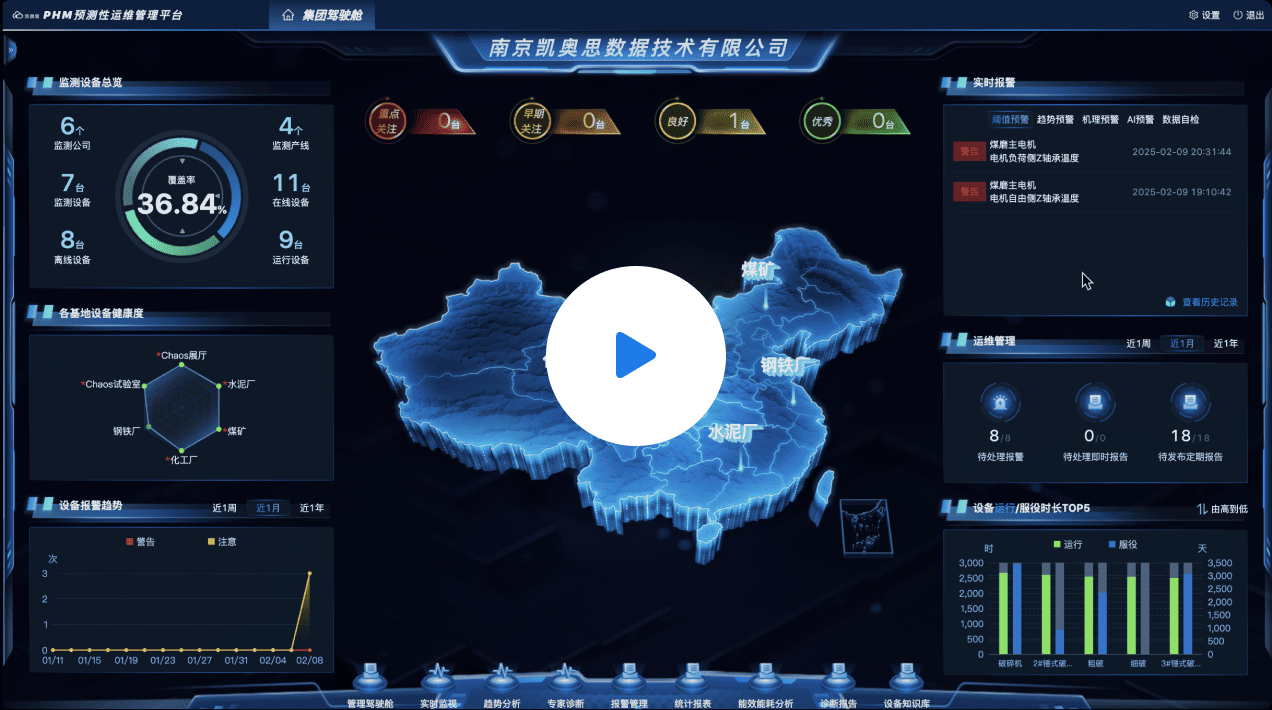 PHM预测性运维管理平台
集团驾驶舱
设置
退出
南京凯奥思数据技术有限公司
监测设备总览
6个
监测公司
4个
监测产线
7台
监测设备
11台
在线设备
8台
离线设备
9台
运行设备
覆盖率
36.84%
各基地设备健康度
*Chaos展厅
*Chaos试验室
*水泥厂
钢铁厂
*煤矿
*化工厂
设备报警趋势
近1周
近1月
近1年
警告
注意
次
3
2
1
0
01/11
01/15
01/19
01/23
01/27
01/31
02/04
02/08
重点
关注
0台
早期
关注
0台
良好
1台
优秀
0台
煤矿
钢铁厂
水泥厂
实时报警
阈值预警
趋势预警
机理预警
AI预警
数据自检
警告
煤磨主电机
电机负荷侧Z轴承温度
2025-02-09 20:31:44
警告
煤磨主电机
电机自由侧Z轴承温度
2025-02-09 19:10:42
查看历史记录
运维管理
近1周
近1月
近1年
8/8
待处理报警
0/0
待处理即时报告
18/18
待发布定期报告
设备运行/服役时长TOP5
由高到低
时
运行
服役
天
3,000
2,500
2,000
1,500
1,000
500
0
3,500
3,000
2,500
2,000
1,500
1,000
500
0
破碎机
2#锤式破...
粗破
细破
3#锤式破...
管理驾驶舱
实时监视
趋势分析
专家诊断
报警管理
统计报表
能效能耗分析
诊断报告
设备知识库